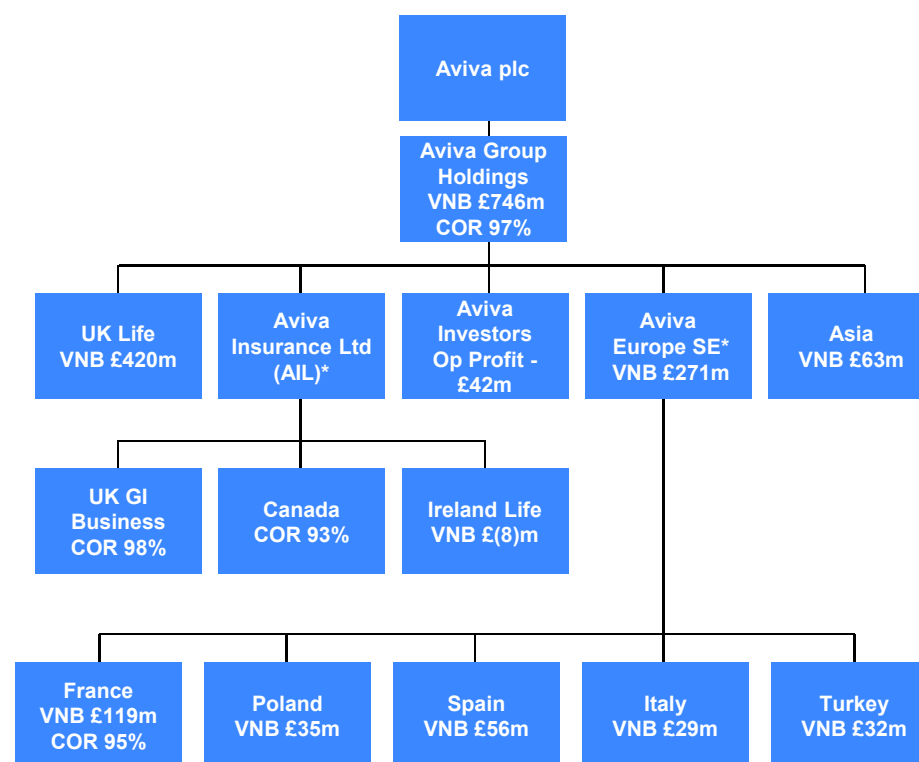 Aviva plc
Aviva Group
Holdings
VNB £746m
COR 97%
UK Life
VNB £420m
Aviva
Insurance Ltd
(AIL)*
Aviva
Investors
Op Profit -
£42m
Aviva
Europe SE*
VNB £271m
Asia
VNB £63m
UK GI
Business
COR 98%
Canada
COR 93%
Ireland Life
VNB £(8)m
France
VNB £119m
COR 95%
Poland
VNB £35m
Spain
VNB £56m
Italy
VNB £29m
Turkey
VNB £32m